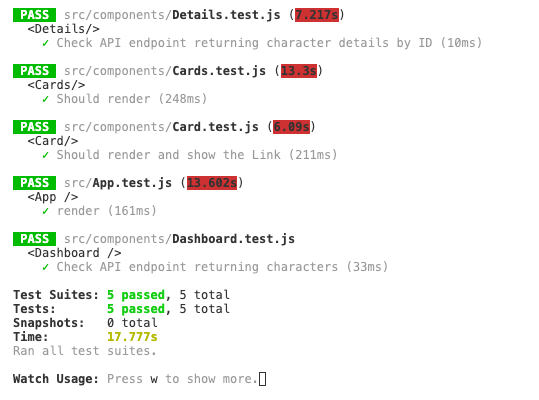 PASS src/components/Details.test.js (7.217s)
<Details/>
✓ Check API endpoint returning character details by ID (10ms)
PASS src/components/Cards.test.js (13.3s)
<Cards/>
✓ Should render (248ms)
PASS src/components/Card.test.js (6.09s)
<Card/>
✓ Should render and show the Link (211ms)
PASS src/App.test.js (13.602s)
<App />
✓ render (161ms)
PASS src/components/Dashboard.test.js
<Dashboard />
✓ Check API endpoint returning characters (33ms)
Test Suites: 5 passed, 5 total
Tests: 5 passed, 5 total
Snapshots: 0 total
Time: 17.777s
Ran all test suites.
Watch Usage: Press w to show more.